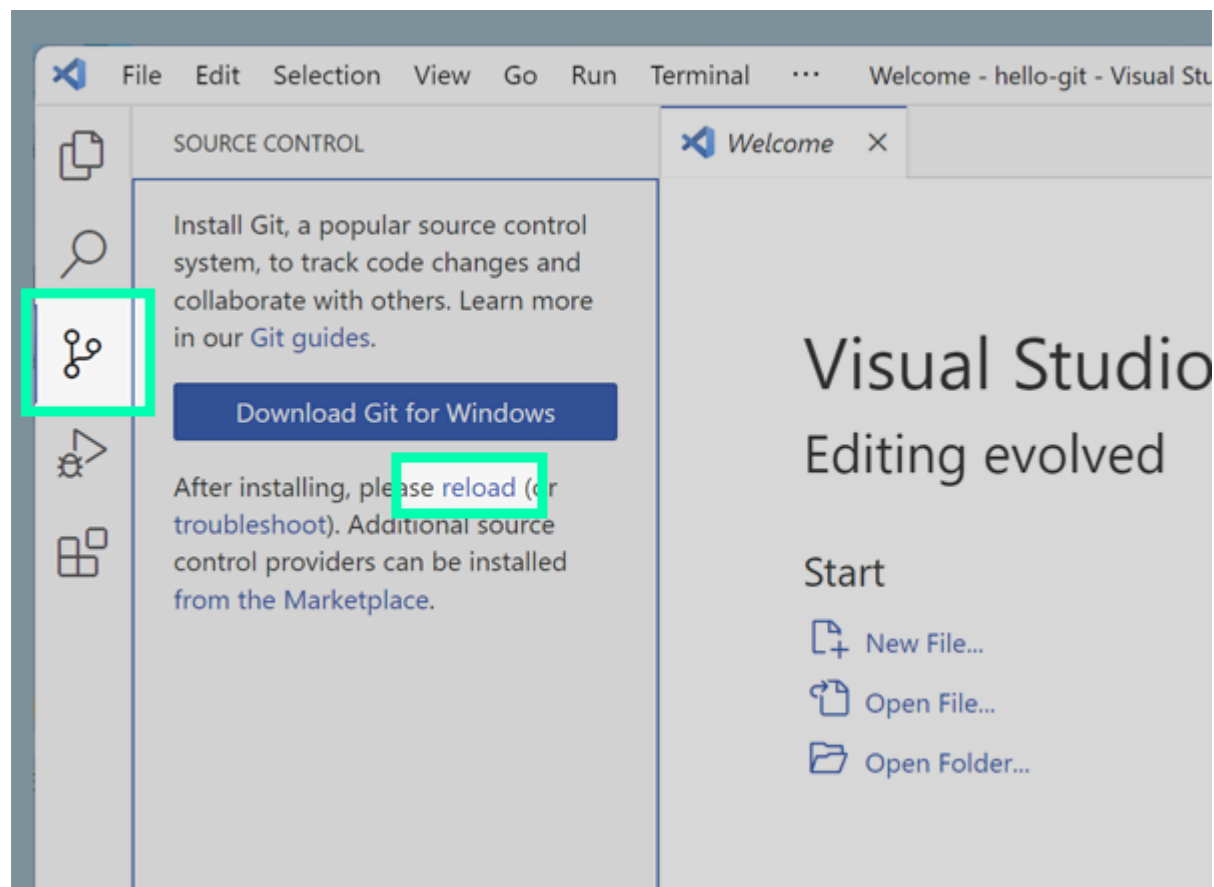 File Edit Selection View Go Run Terminal ··· Welcome - hello-git - Visual
SOURCE CONTROL
Welcome
Install Git, a popular source control
system, to track code changes and
collaborate with others. Learn more
in our Git guides.
Download Git for Windows
After installing, please reload (or
troubleshoot). Additional source
control providers can be installed
from the Marketplace.
Visual Studio
Editing evolved
Start
New File...
Open File...
Open Folder...